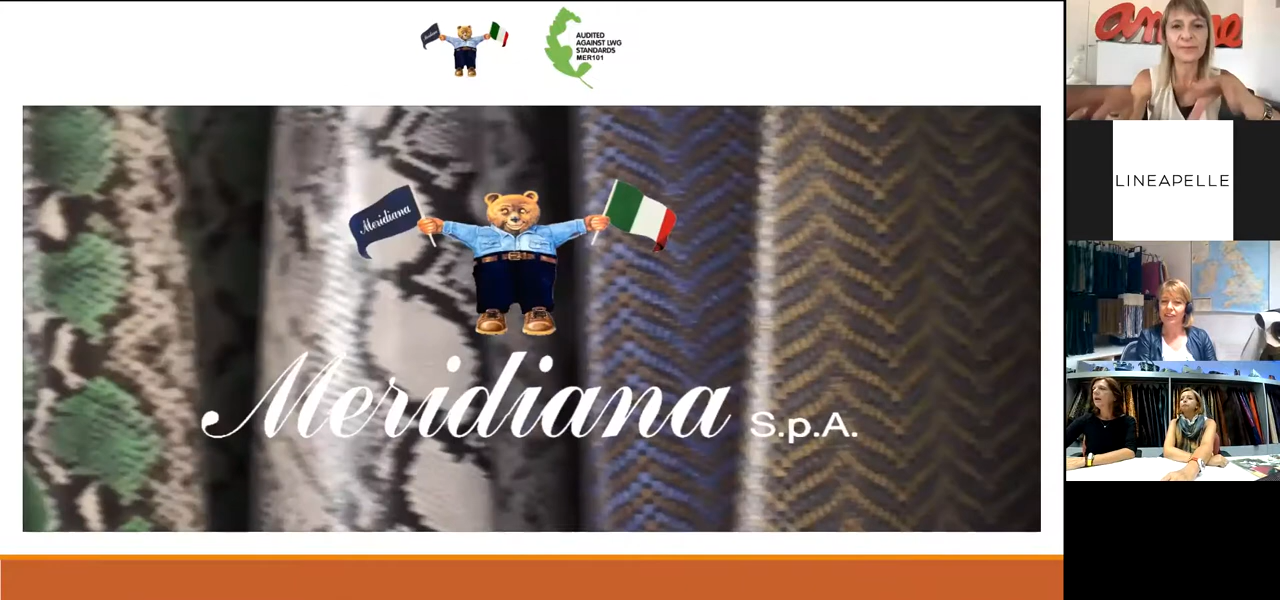 Meridiana
AUDITED
AGAINST LWG
STANDARDS
MER101
Meridiana
Meridiana S.p.A.
LINEAPELLE